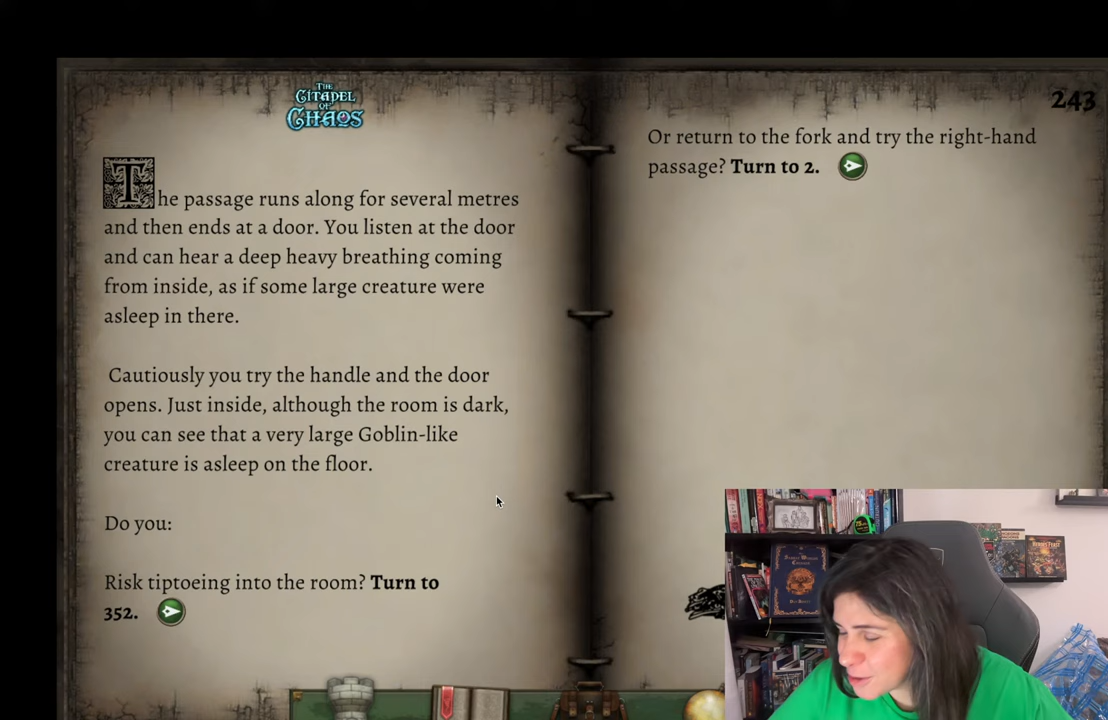 THE
CITADEL
OF
CHAOS
243
The passage runs along for several metres
and then ends at a door. You listen at the door
and can hear a deep heavy breathing coming
from inside, as if some large creature were
asleep in there.
Cautiously you try the handle and the door
opens. Just inside, although the room is dark,
you can see that a very large Goblin-like
creature is asleep on the floor.
Do you:
Risk tiptoeing into the room? Turn to
352.
Or return to the fork and try the right-hand
passage? Turn to 2.